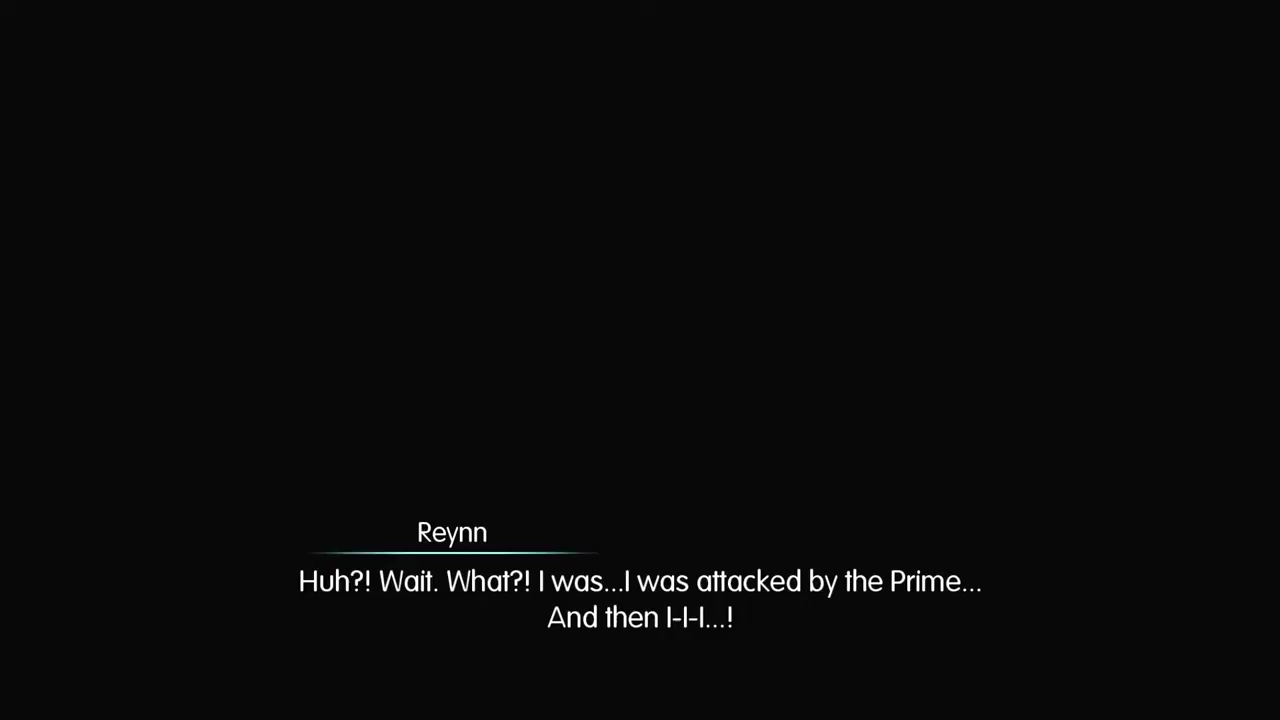 Reynn
Huh?! Wait. What?! I was...I was attacked by the Prime...
And then I-I-I...!